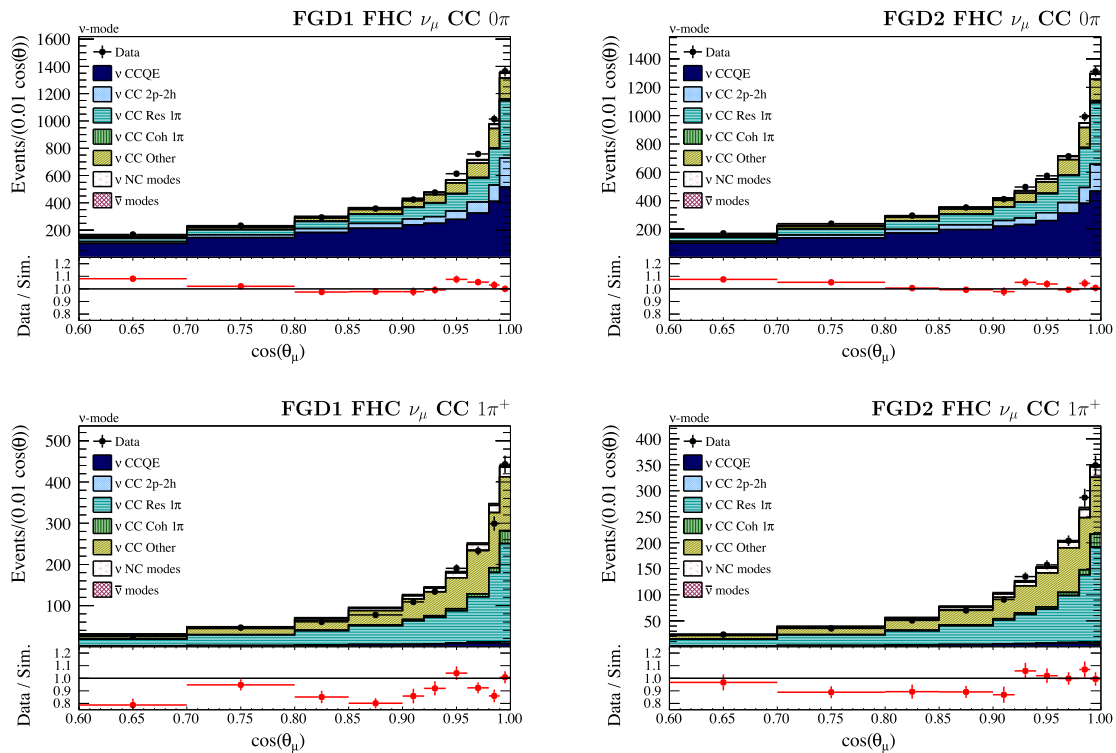 FGD1 FHC νμ CC 0π
ν-mode
Events/(0.01 cos(θ))
1600
1400
1200
1000
800
600
400
200
Data
ν CCQE
ν CC 2p-2h
ν CC Res 1π
ν CC Coh 1π
ν CC Other
ν NC modes
ν̅ modes
Data / Sim.
1.2
1.1
1.0
0.9
0.8
0.60 0.65 0.70 0.75 0.80 0.85 0.90 0.95 1.00
cos(θμ)
FGD2 FHC νμ CC 0π
ν-mode
Events/(0.01 cos(θ))
1400
1200
1000
800
600
400
200
Data
ν CCQE
ν CC 2p-2h
ν CC Res 1π
ν CC Coh 1π
ν CC Other
ν NC modes
ν̅ modes
Data / Sim.
1.2
1.1
1.0
0.9
0.8
0.60 0.65 0.70 0.75 0.80 0.85 0.90 0.95 1.00
cos(θμ)
FGD1 FHC νμ CC 1π⁺
ν-mode
Events/(0.01 cos(θ))
500
400
300
200
100
Data
ν CCQE
ν CC 2p-2h
ν CC Res 1π
ν CC Coh 1π
ν CC Other
ν NC modes
ν̅ modes
Data / Sim.
1.2
1.1
1.0
0.9
0.8
0.60 0.65 0.70 0.75 0.80 0.85 0.90 0.95 1.00
cos(θμ)
FGD2 FHC νμ CC 1π⁺
ν-mode
Events/(0.01 cos(θ))
400
350
300
250
200
150
100
50
Data
ν CCQE
ν CC 2p-2h
ν CC Res 1π
ν CC Coh 1π
ν CC Other
ν NC modes
ν̅ modes
Data / Sim.
1.2
1.1
1.0
0.9
0.8
0.60 0.65 0.70 0.75 0.80 0.85 0.90 0.95 1.00
cos(θμ)